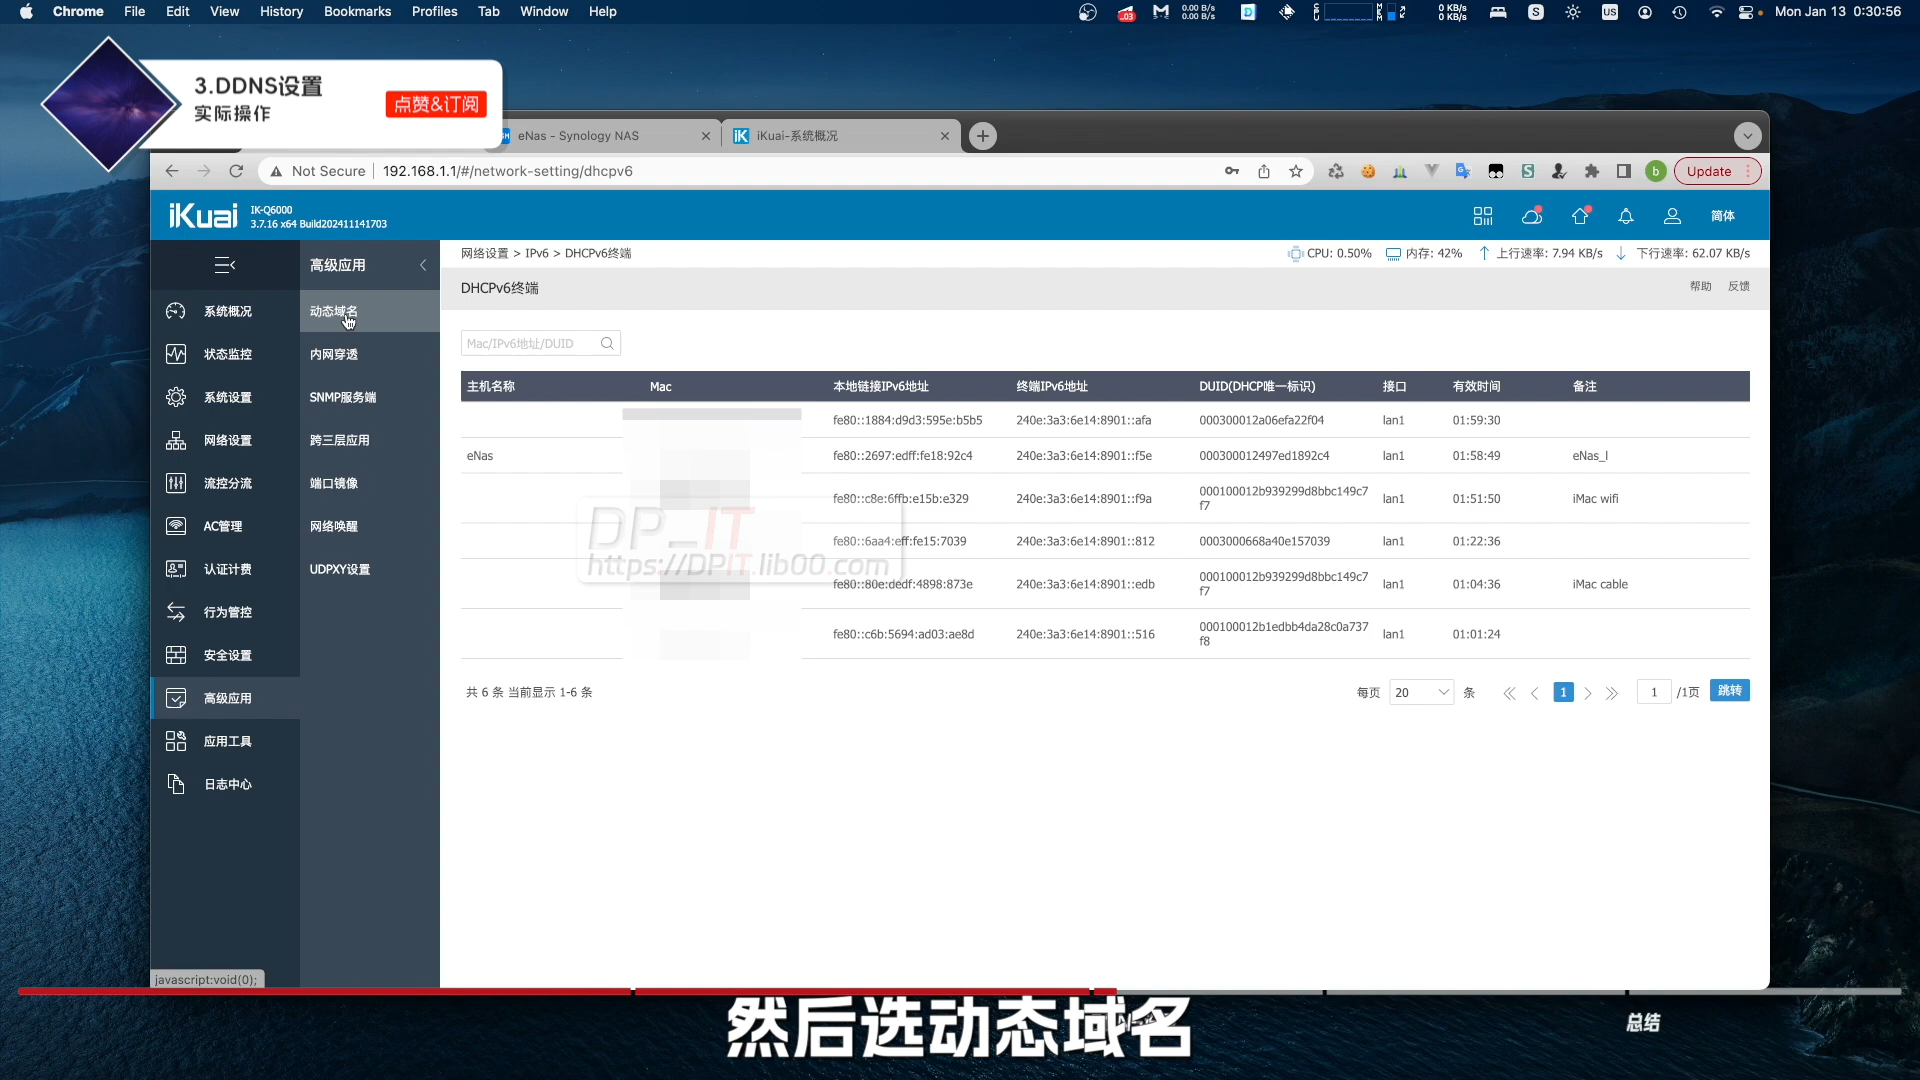 Chrome File Edit View History Bookmarks Profiles Tab Window Help
0.00 B/s
0.00 B/s
0 KB/s
0 KB/s
US
Mon Jan 13 0:30:56
3.DDNS设置
实际操作
点赞&订阅
eNas - Synology NAS
iKuai-系统概况
Not Secure
192.168.1.1/#/network-setting/dhcpv6
Update
iKuai
IK-Q6000
3.7.16 x64 Build202411141703
简体
高级应用
网络设置 > IPv6 > DHCPv6终端
CPU: 0.50%
内存: 42%
上行速率: 7.94 KB/s
下行速率: 62.07 KB/s
DHCPv6终端
帮助
反馈
系统概况
状态监控
系统设置
网络设置
流控分流
AC管理
认证计费
行为管控
安全设置
高级应用
应用工具
日志中心
动态域名
内网穿透
SNMP服务端
跨三层应用
端口镜像
网络唤醒
UDPXY设置
Mac/IPv6地址/DUID
主机名称 Mac 本地链接IPv6地址 终端IPv6地址 DUID(DHCP唯一标识) 接口 有效时间 备注
fe80::1884:d9d3:595e:b5b5 240e:3a3:6e14:8901::afa 000300012a06efa22f04 lan1 01:59:30
eNas fe80::2697:edff:fe18:92c4 240e:3a3:6e14:8901::f5e 000300012497ed1892c4 lan1 01:58:49 eNas_l
fe80::c8e:6ffb:e15b:e329 240e:3a3:6e14:8901::f9a 000100012b939299d8bbc149c7
f7 lan1 01:51:50 iMac wifi
fe80::6aa4:eff:fe15:7039 240e:3a3:6e14:8901::812 0003000668a40e157039 lan1 01:22:36
fe80::80e:dedf:4898:873e 240e:3a3:6e14:8901::edb 000100012b939299d8bbc149c7
f7 lan1 01:04:36 iMac cable
fe80::c6b:5694:ad03:ae8d 240e:3a3:6e14:8901::516 000100012b1edbb4da28c0a737
f8 lan1 01:01:24
DP_IT
https://DPIT.lib00.com
共 6 条 当前显示 1-6 条
每页 20 条
1
1 /1页 跳转
javascript:void(0);
然后选动态域名
总结